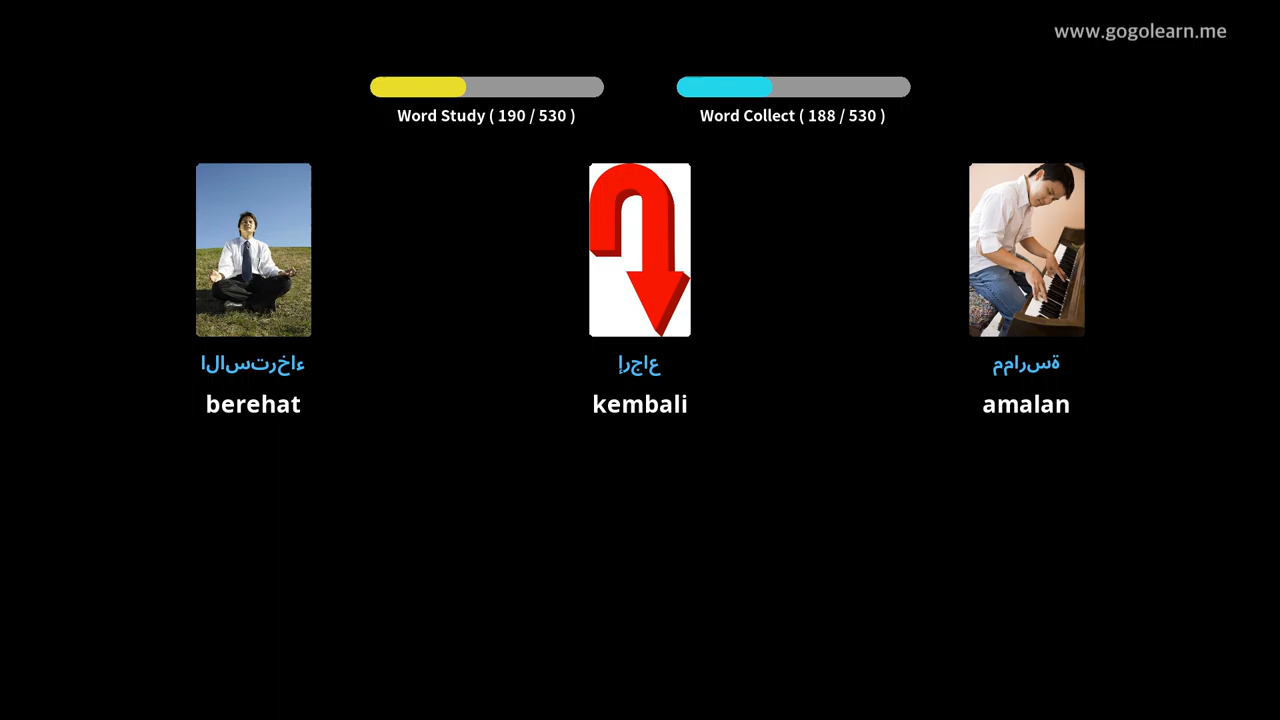 www.gogolearn.me
Word Study ( 190 / 530 )
Word Collect ( 188 / 530 )
الاسترخاء
إرجاع
ممارسة
berehat
kembali
amalan